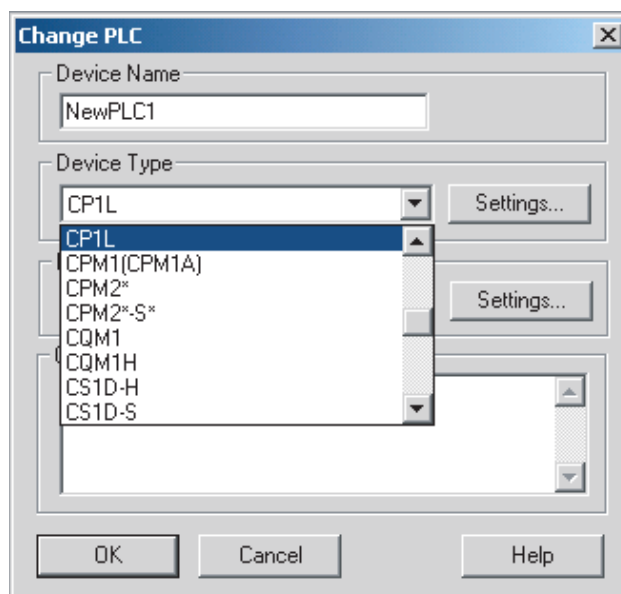 Change PLC
Device Name
NewPLC1
Device Type
CP1L
Settings...
CP1L
CPM1(CPM1A)
CPM2*
CPM2*-S*
Settings...
CQM1
CQM1H
CS1D-H
CS1D-S
OK
Cancel
Help